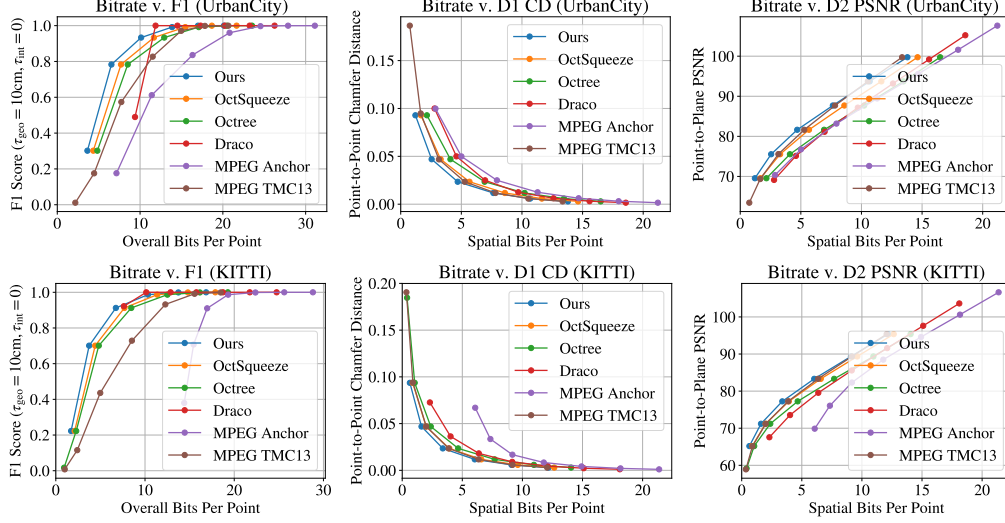 Bitrate v. F1 (UrbanCity)
F1 Score (τgeo = 10cm, τint = 0)
1.0
0.8
0.6
0.4
0.2
0.0
0 10 20 30
Overall Bits Per Point
Ours
OctSqueeze
Octree
Draco
MPEG Anchor
MPEG TMC13
Bitrate v. D1 CD (UrbanCity)
Point-to-Point Chamfer Distance
0.10
0.05
0.00
0 5 10 15 20
Spatial Bits Per Point
Ours
OctSqueeze
Octree
Draco
MPEG Anchor
MPEG TMC13
Bitrate v. D2 PSNR (UrbanCity)
Point-to-Plane PSNR
100
90
80
70
0 5 10 15 20
Spatial Bits Per Point
Ours
OctSqueeze
Octree
Draco
MPEG Anchor
MPEG TMC13
Bitrate v. F1 (KITTI)
F1 Score (τgeo = 10cm, τint = 0)
1.0
0.8
0.6
0.4
0.2
0.0
0 10 20 30
Overall Bits Per Point
Ours
OctSqueeze
Octree
Draco
MPEG Anchor
MPEG TMC13
Bitrate v. D1 CD (KITTI)
Point-to-Point Chamfer Distance
0.20
0.15
0.10
0.05
0.00
0 5 10 15 20
Spatial Bits Per Point
Ours
OctSqueeze
Octree
Draco
MPEG Anchor
MPEG TMC13
Bitrate v. D2 PSNR (KITTI)
Point-to-Plane PSNR
100
90
80
70
60
0 5 10 15 20
Spatial Bits Per Point
Ours
OctSqueeze
Octree
Draco
MPEG Anchor
MPEG TMC13